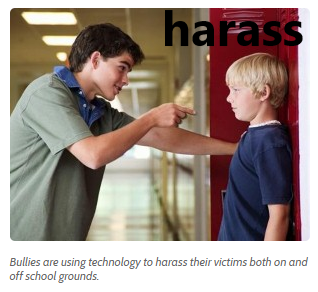 harass
Bullies are using technology to harass their victims both on and
off school grounds.